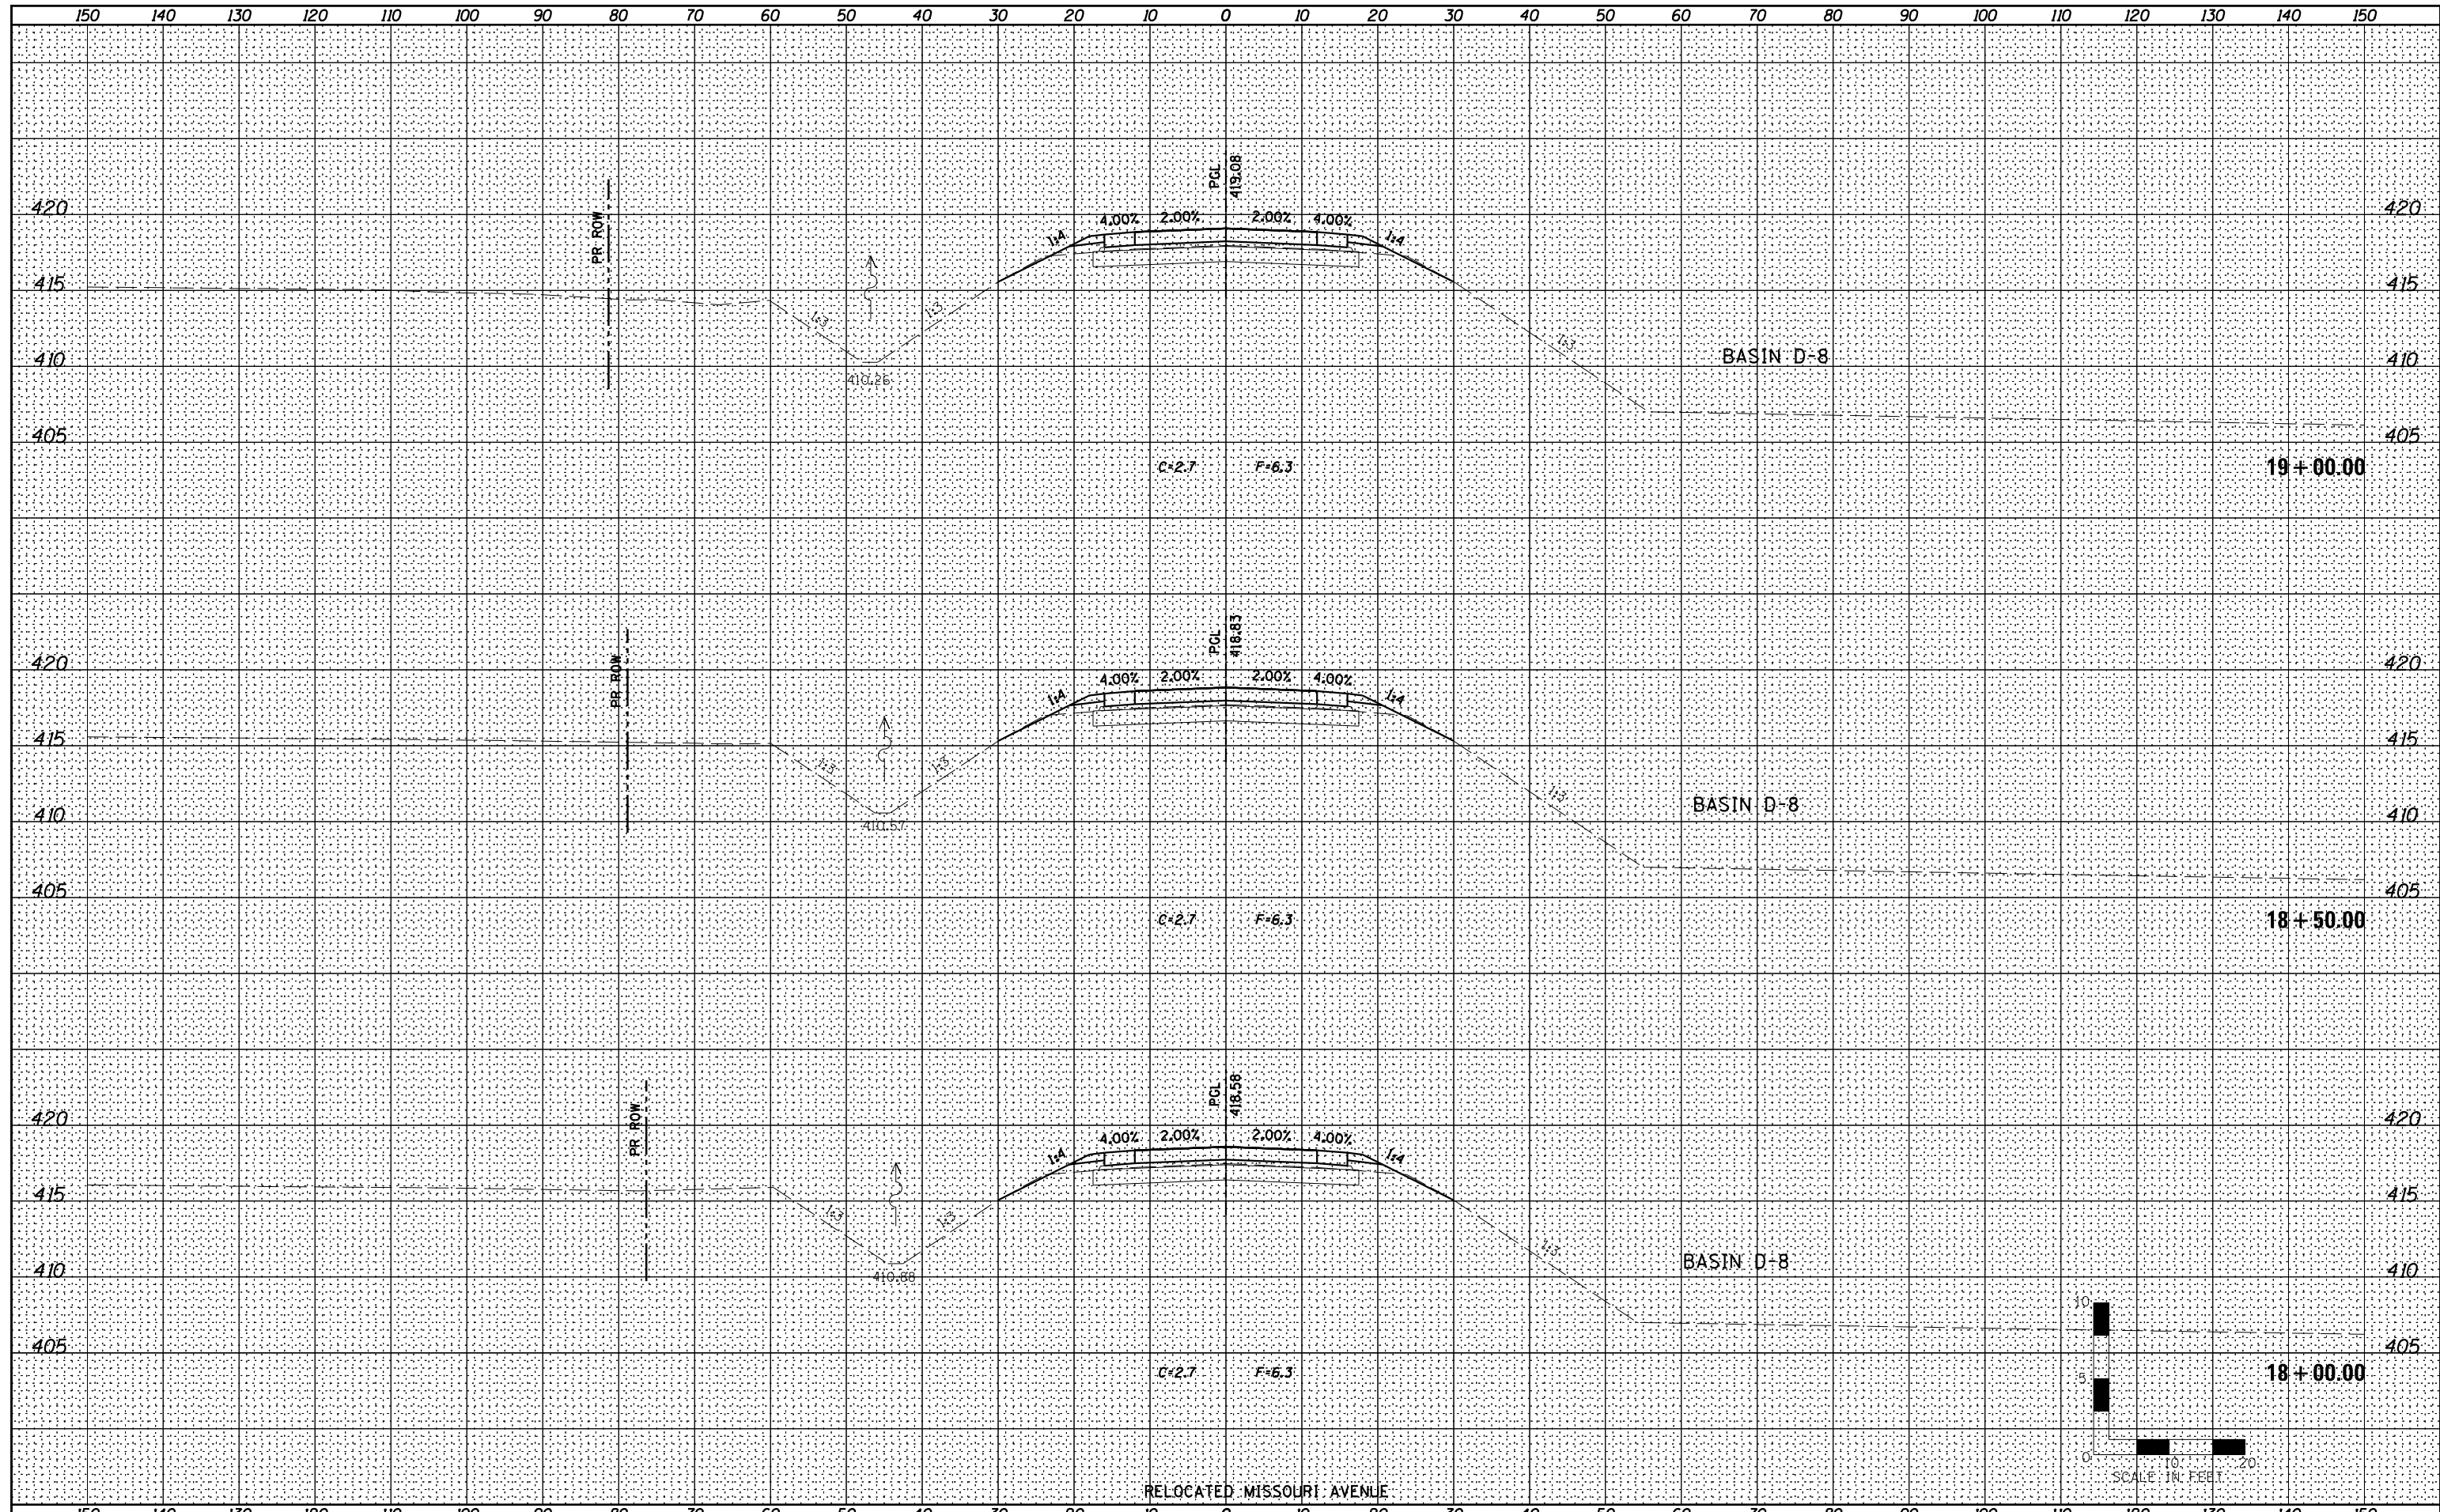 150 140 130 120 110 100 90 80 70 60 50 40 30 20 10 0 10 20 30 40 50 60 70 80 90 100 110 120 130 140 150
PGL
419.08
PR ROW
420 4.00% 2.00% 2.00% 4.00% 420
1:4 1:4
415 415
1:3 1:3 1:3
BASIN D-8
410 410
410.26
405 405
C=2.7 F=6.3 19+00.00
PGL
418.83
PR ROW
420 4.00% 2.00% 2.00% 4.00% 420
1:4 1:4
415 415
1:3 1:3 1:3
BASIN D-8
410 410
410.57
405 405
C=2.7 F=6.3 18+50.00
PGL
418.58
PR ROW
420 4.00% 2.00% 2.00% 4.00% 420
1:4 1:4
415 415
1:3 1:3 1:3
BASIN D-8
410 410
410.88
10
405 405
C=2.7 F=6.3 18+00.00
5
0 10 20
SCALE IN FEET
RELOCATED MISSOURI AVENUE